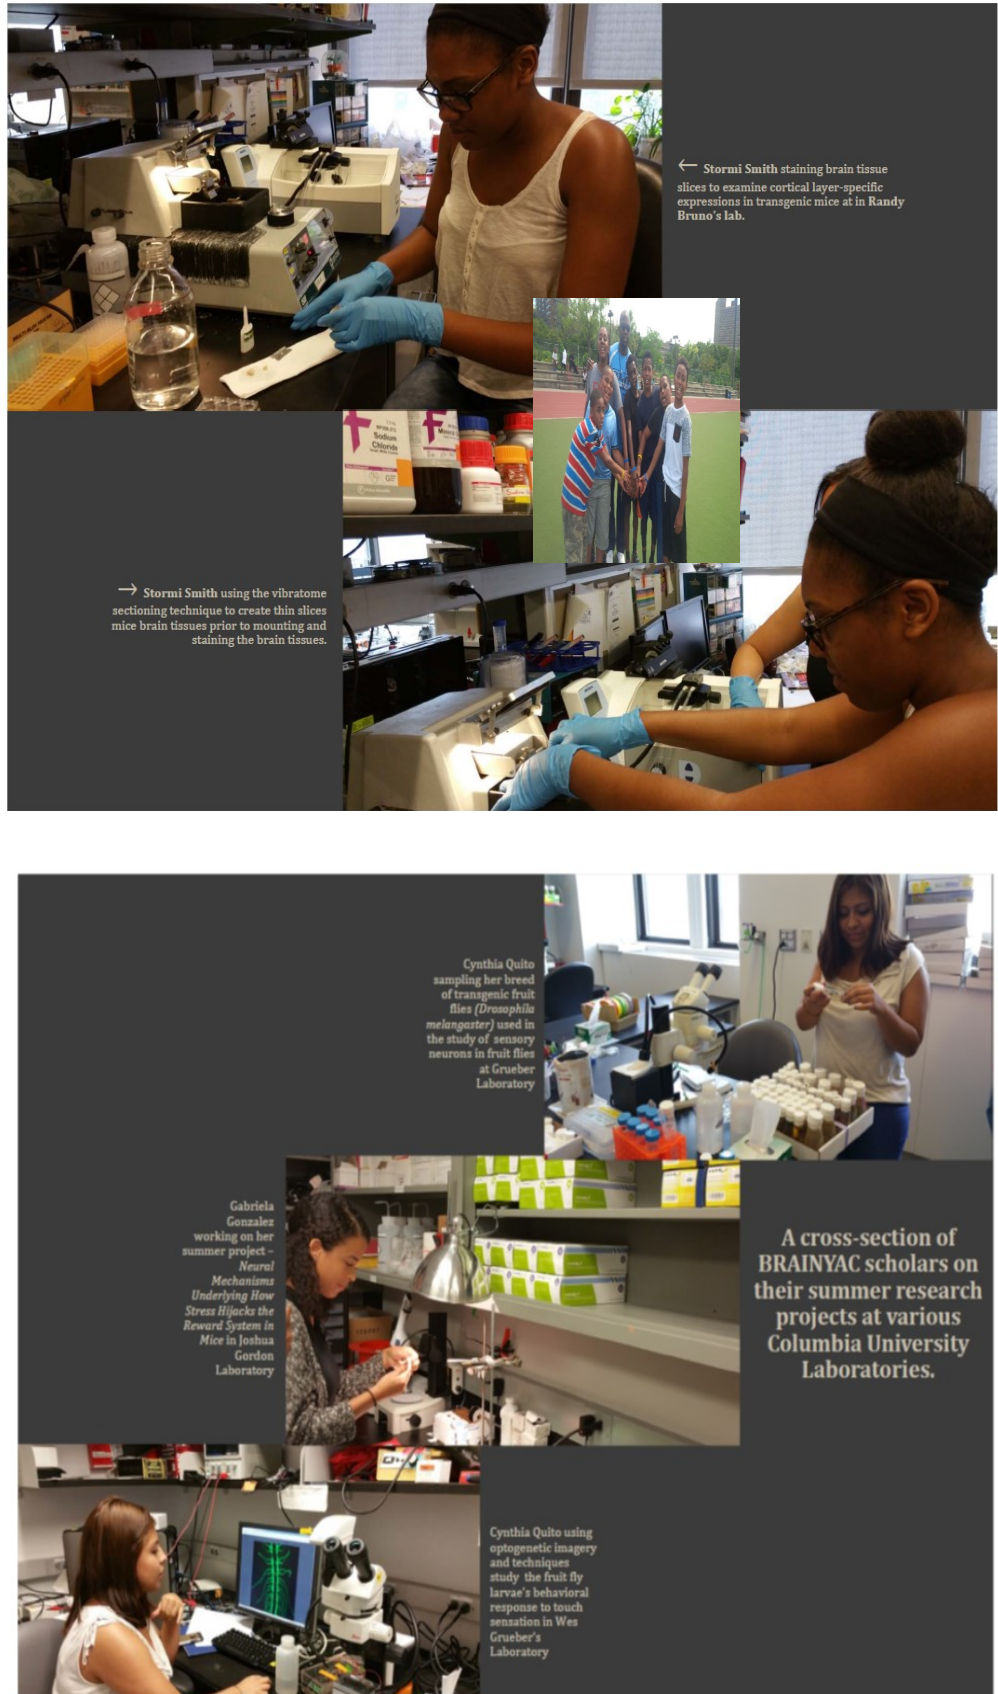 ← Stormi Smith staining brain tissue
slices to examine cortical layer-specific
expressions in transgenic mice at in Randy
Bruno's lab.
Sodium
Chloride
→ Stormi Smith using the vibratome
sectioning technique to create thin slices
mice brain tissues prior to mounting and
staining the brain tissues.
Cynthia Quito
sampling her breed
of transgenic fruit
flies (Drosophila
melangaster) used in
the study of sensory
neurons in fruit flies
at Grueber
Laboratory
Gabriela
Gonzalez
working on her
summer project –
Neural
Mechanisms
Underlying How
Stress Hijacks the
Reward System in
Mice in Joshua
Gordon
Laboratory
A cross-section of
BRAINYAC scholars on
their summer research
projects at various
Columbia University
Laboratories.
Cynthia Quito using
optogenetic imagery
and techniques
study the fruit fly
larvae's behavioral
response to touch
sensation in Wes
Grueber's
Laboratory